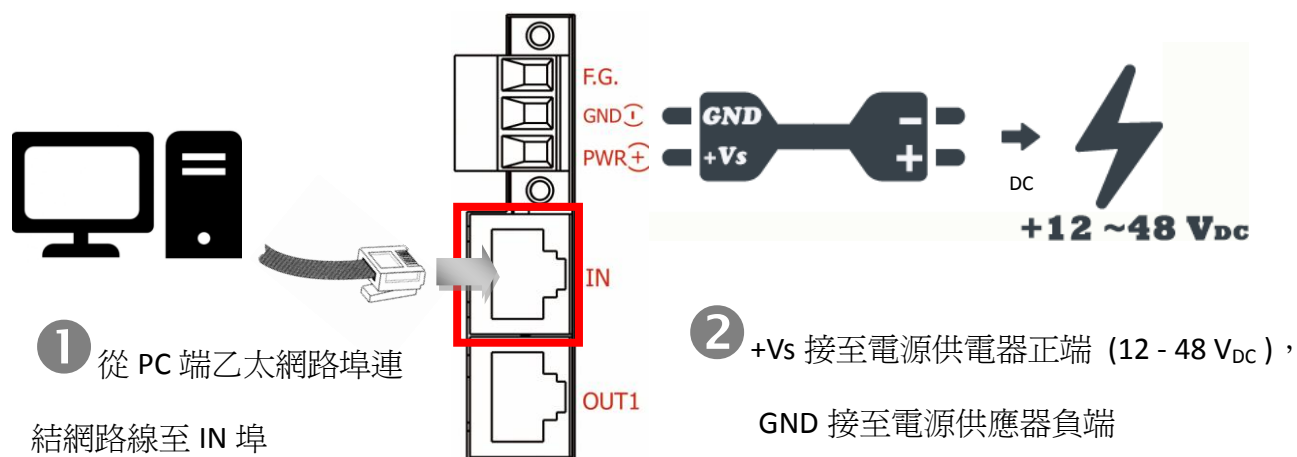 F.G.
GND(-
PWR(+
IN
OUT1
GND
+Vs
-
+
DC
+12 ~48 VDC
❶ 從 PC 端乙太網路埠連
結網路線至 IN 埠
❷ +Vs 接至電源供電器正端 (12 - 48 VDC )，
GND 接至電源供應器負端